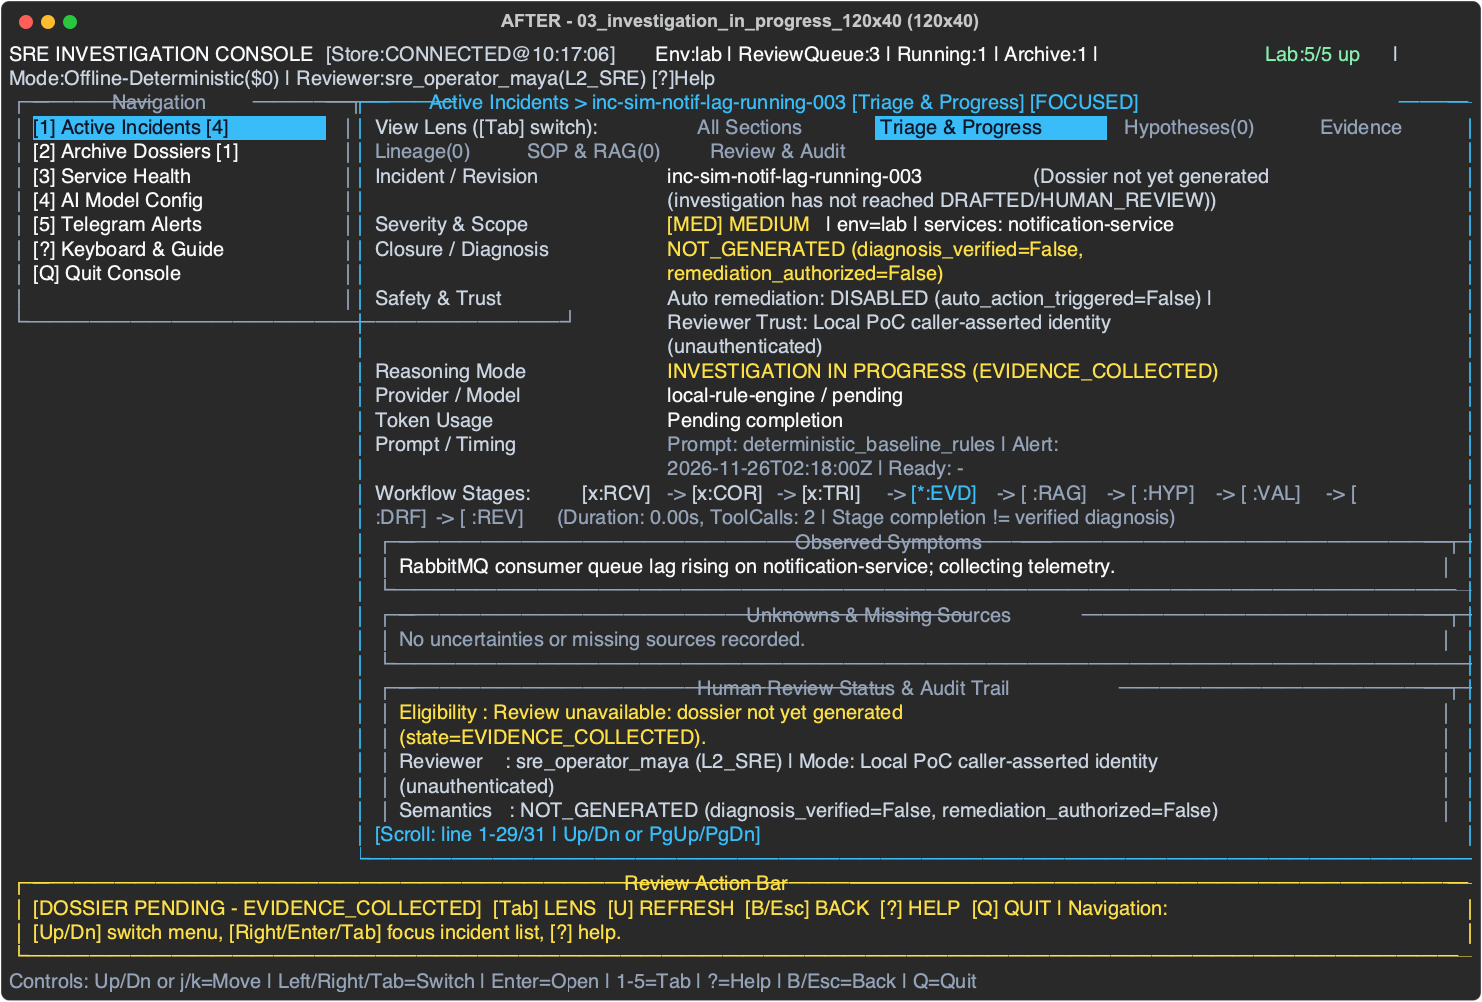 AFTER - 03_investigation_in_progress_120x40 (120x40)
SRE INVESTIGATION CONSOLE [Store:CONNECTED@10:17:06] Env:lab | ReviewQueue:3 | Running:1 | Archive:1 | Lab:5/5 up |
Mode:Offline-Deterministic($0) | Reviewer:sre_operator_maya(L2_SRE) [?]Help
Navigation
[1] Active Incidents [4]
[2] Archive Dossiers [1]
[3] Service Health
[4] AI Model Config
[5] Telegram Alerts
[?] Keyboard & Guide
[Q] Quit Console
Active Incidents > inc-sim-notif-lag-running-003 [Triage & Progress] [FOCUSED]
View Lens ([Tab] switch): All Sections Triage & Progress Hypotheses(0) Evidence
Lineage(0) SOP & RAG(0) Review & Audit
Incident / Revision inc-sim-notif-lag-running-003 (Dossier not yet generated
(investigation has not reached DRAFTED/HUMAN_REVIEW))
Severity & Scope [MED] MEDIUM | env=lab | services: notification-service
Closure / Diagnosis NOT_GENERATED (diagnosis_verified=False,
remediation_authorized=False)
Safety & Trust Auto remediation: DISABLED (auto_action_triggered=False) |
Reviewer Trust: Local PoC caller-asserted identity
(unauthenticated)
Reasoning Mode INVESTIGATION IN PROGRESS (EVIDENCE_COLLECTED)
Provider / Model local-rule-engine / pending
Token Usage Pending completion
Prompt / Timing Prompt: deterministic_baseline_rules | Alert:
2026-11-26T02:18:00Z | Ready: -
Workflow Stages: [x:RCV] -> [x:COR] -> [x:TRI] -> [*:EVD] -> [ :RAG] -> [ :HYP] -> [ :VAL] -> [
:DRF] -> [ :REV] (Duration: 0.00s, ToolCalls: 2 | Stage completion != verified diagnosis)
Observed Symptoms
RabbitMQ consumer queue lag rising on notification-service; collecting telemetry.
Unknowns & Missing Sources
No uncertainties or missing sources recorded.
Human Review Status & Audit Trail
Eligibility : Review unavailable: dossier not yet generated
(state=EVIDENCE_COLLECTED).
Reviewer : sre_operator_maya (L2_SRE) | Mode: Local PoC caller-asserted identity
(unauthenticated)
Semantics : NOT_GENERATED (diagnosis_verified=False, remediation_authorized=False)
[Scroll: line 1-29/31 | Up/Dn or PgUp/PgDn]
Review Action Bar
[DOSSIER PENDING - EVIDENCE_COLLECTED] [Tab] LENS [U] REFRESH [B/Esc] BACK [?] HELP [Q] QUIT | Navigation:
[Up/Dn] switch menu, [Right/Enter/Tab] focus incident list, [?] help.
Controls: Up/Dn or j/k=Move | Left/Right/Tab=Switch | Enter=Open | 1-5=Tab | ?=Help | B/Esc=Back | Q=Quit